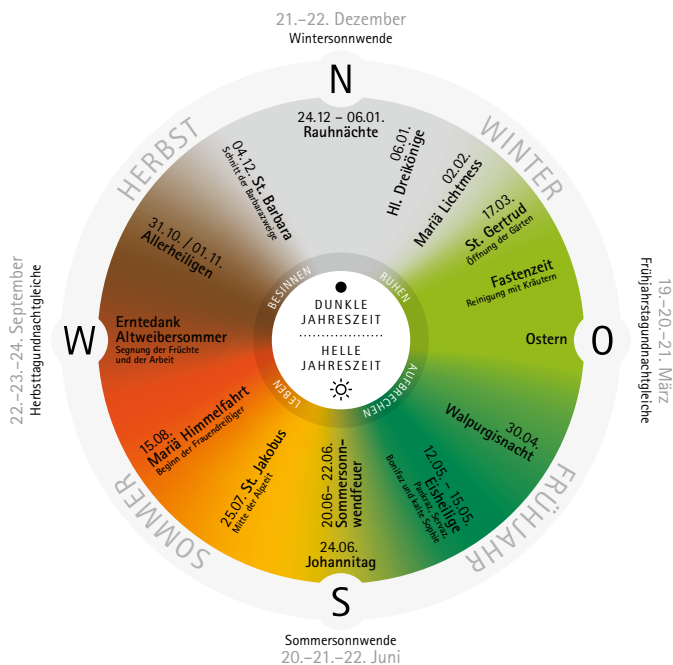 21.–22. Dezember
Wintersonnwende
N
HERBST
WINTER
24.12 – 06.01.
Rauhnächte
06.01.
Hl. Dreikönige
02.02.
Mariä Lichtmess
17.03.
St. Gertrud
Öffnung der Gärten
Fastenzeit
Reinigung mit Kräutern
Ostern
O
19.–20.–21. März
Frühjahrstagundnachtgleiche
30.04.
Walpurgisnacht
12.05. – 15.05.
Eisheilige
Pankraz, Servaz,
Bonifaz und kalte Sophie
FRÜHJAHR
20.06– 22.06.
Sommersonn-
wendfeuer
24.06.
Johannitag
S
Sommersonnwende
20.–21.–22. Juni
25.07. St. Jakobus
Mitte der Alpzeit
SOMMER
15.08.
Mariä Himmelfahrt
Beginn der Frauendreißiger
Erntedank
Altweibersommer
Segnung der Früchte
und der Arbeit
W
22.–23.–24. September
Herbsttagundnachtgleiche
31.10. / 01.11.
Allerheiligen
04.12. St. Barbara
Schnitt der Barbarazweige
BESINNEN
RUHEN
DUNKLE
JAHRESZEIT
HELLE
JAHRESZEIT
LEBEN
AUFBRECHEN